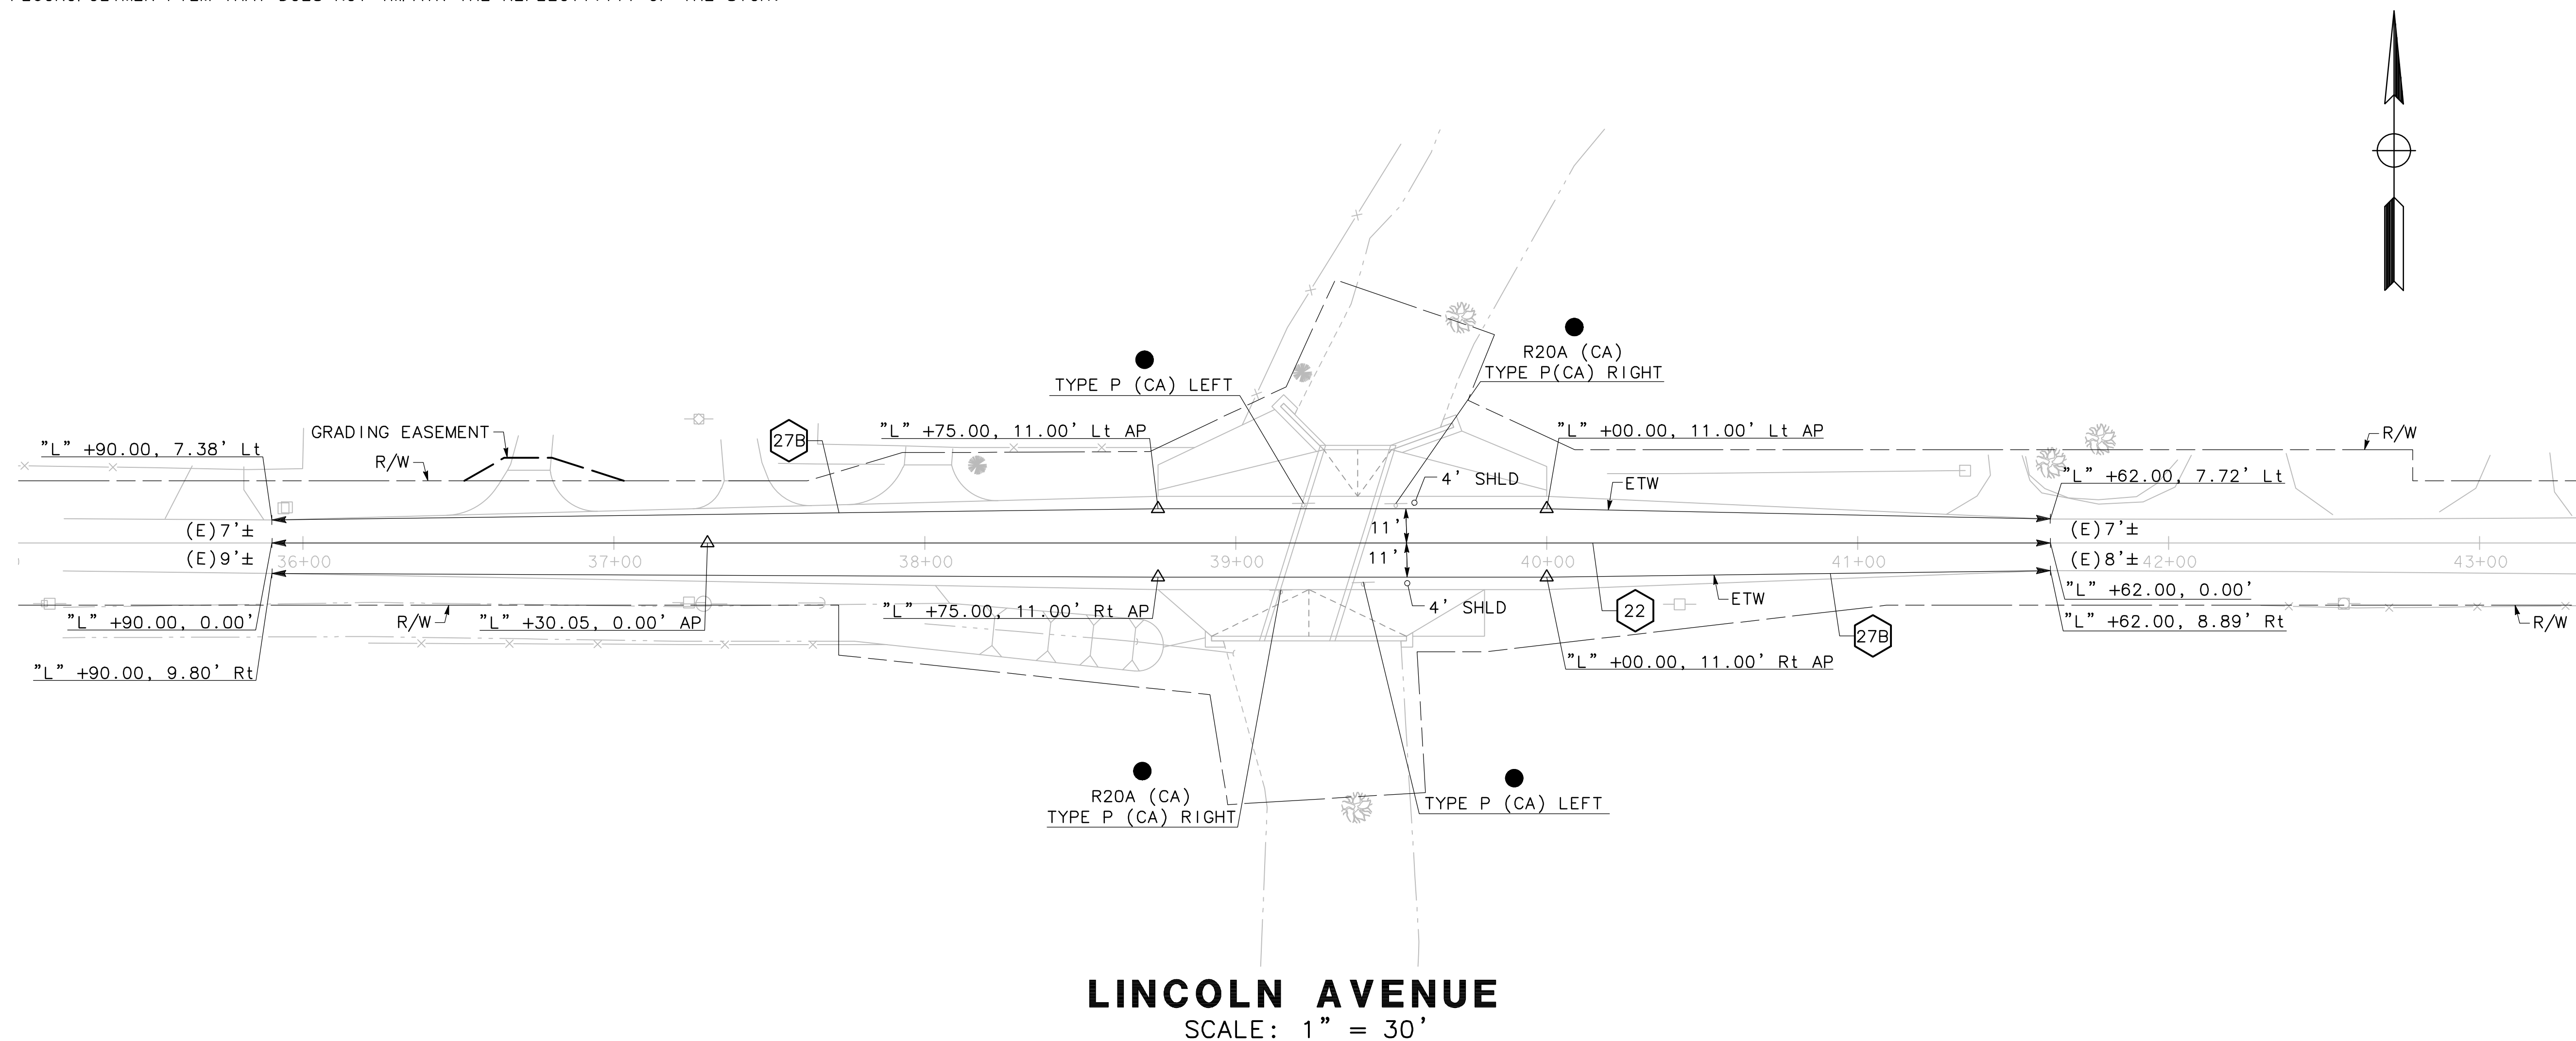 TYPE P (CA) LEFT
R20A (CA)
TYPE P(CA) RIGHT
GRADING EASEMENT
R/W
"L" +90.00, 7.38' Lt
27B
"L" +75.00, 11.00' Lt AP
"L" +00.00, 11.00' Lt AP
R/W
4' SHLD
ETW
"L" +62.00, 7.72' Lt
(E)7'±
11'
(E)7'±
(E)9'±
36+00
37+00
38+00
39+00
11'
40+00
41+00
(E)8'±
42+00
43+00
"L" +90.00, 0.00'
R/W
"L" +30.05, 0.00' AP
"L" +75.00, 11.00' Rt AP
4' SHLD
22
ETW
27B
"L" +62.00, 0.00'
"L" +62.00, 8.89' Rt
R/W
"L" +90.00, 9.80' Rt
"L" +00.00, 11.00' Rt AP
R20A (CA)
TYPE P (CA) RIGHT
TYPE P (CA) LEFT
LINCOLN AVENUE
SCALE: 1" = 30'